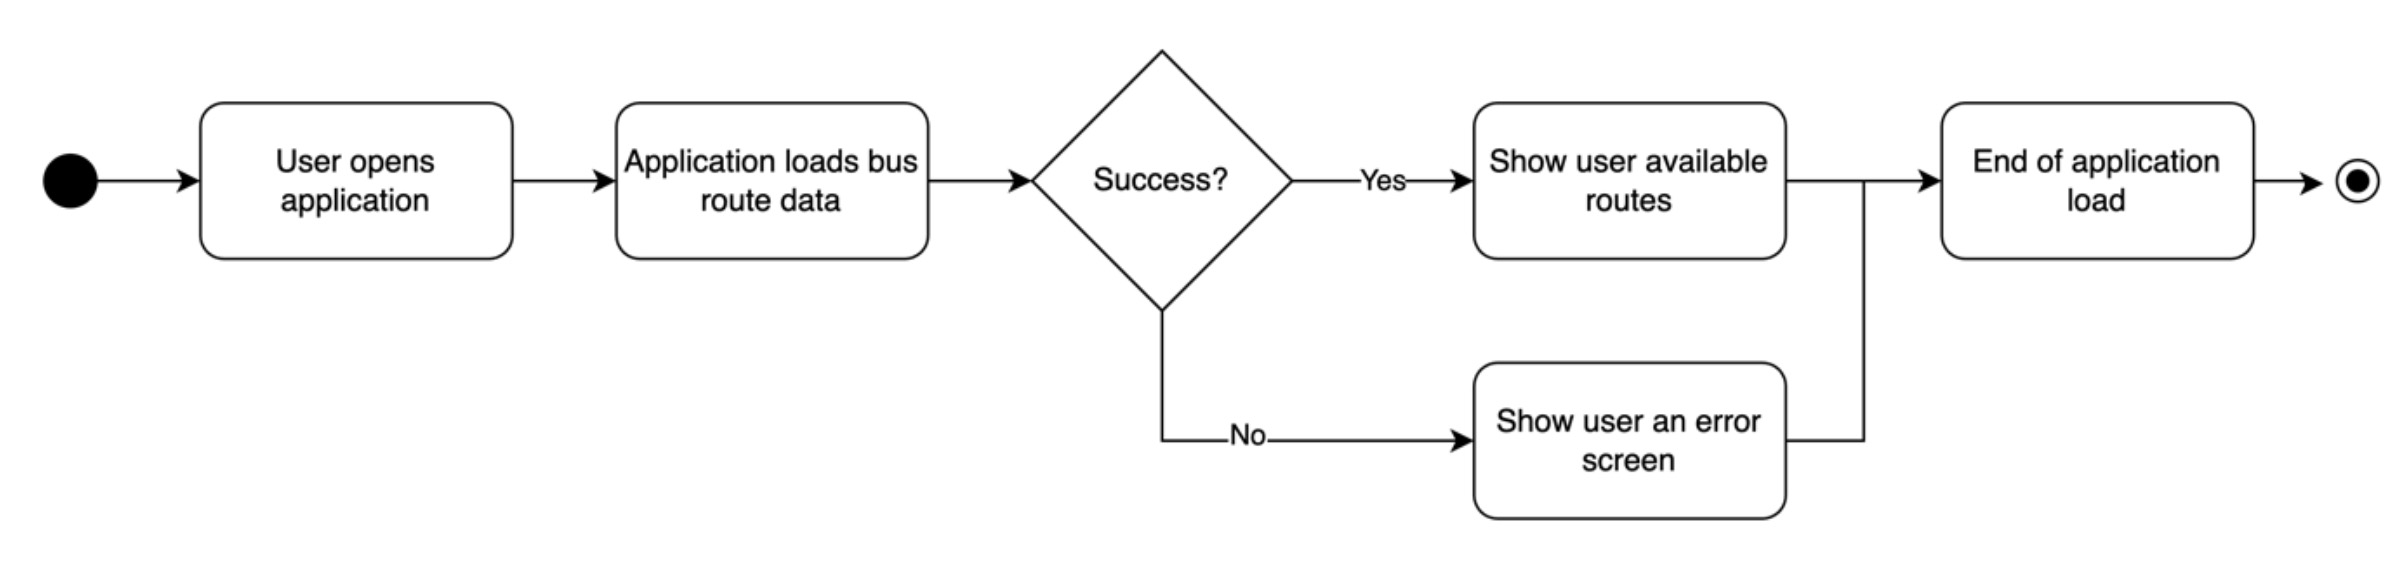 User opens
application
Application loads bus
route data
Success?
Yes
Show user available
routes
End of application
load
No
Show user an error
screen